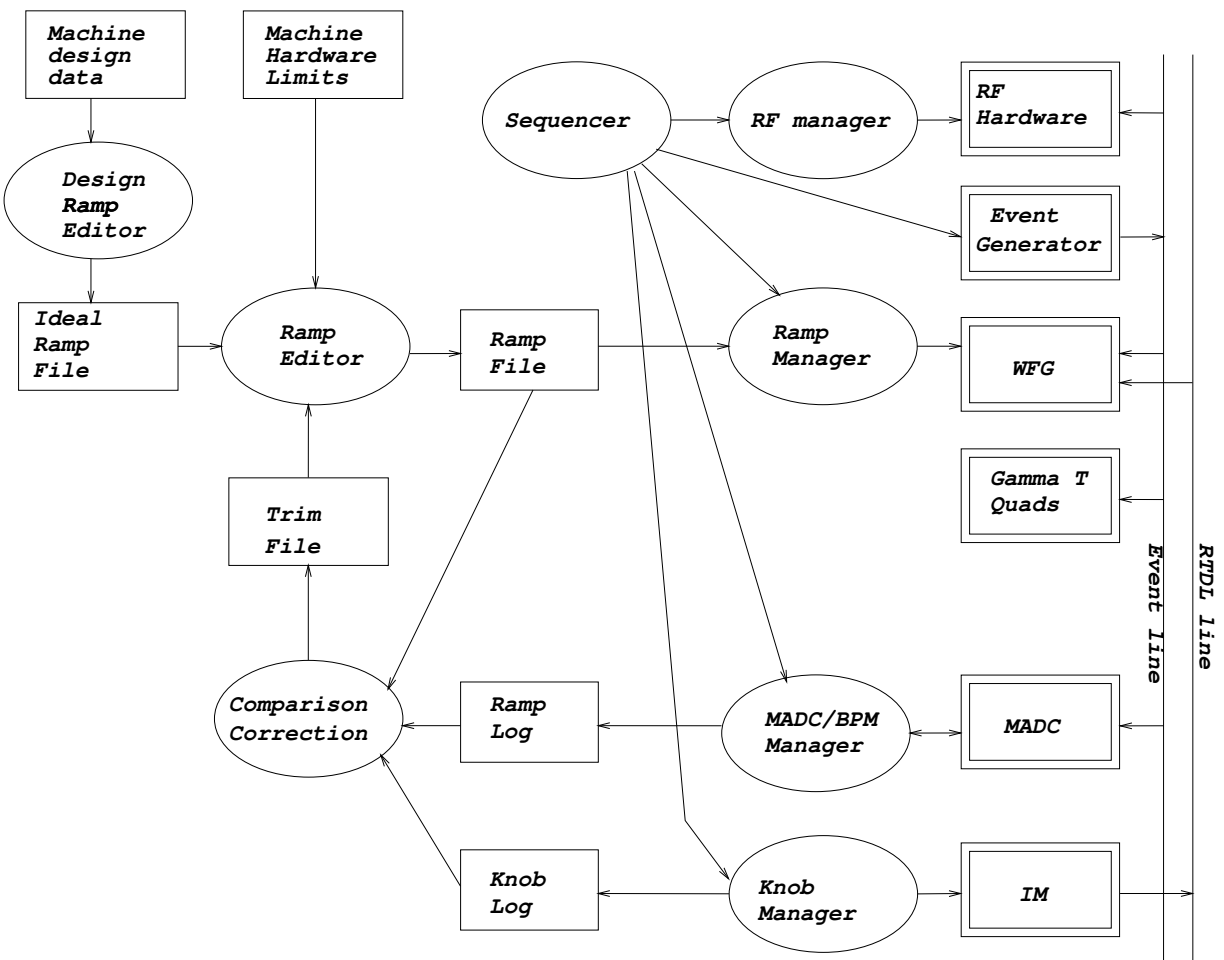 Machine
design
data
Machine
Hardware
Limits
Sequencer
RF manager
RF
Hardware
Design
Ramp
Editor
Event
Generator
Ideal
Ramp
File
Ramp
Editor
Ramp
File
Ramp
Manager
WFG
Gamma T
Quads
Trim
File
Event line
RTDL line
Comparison
Correction
Ramp
Log
MADC/BPM
Manager
MADC
Knob
Log
Knob
Manager
IM